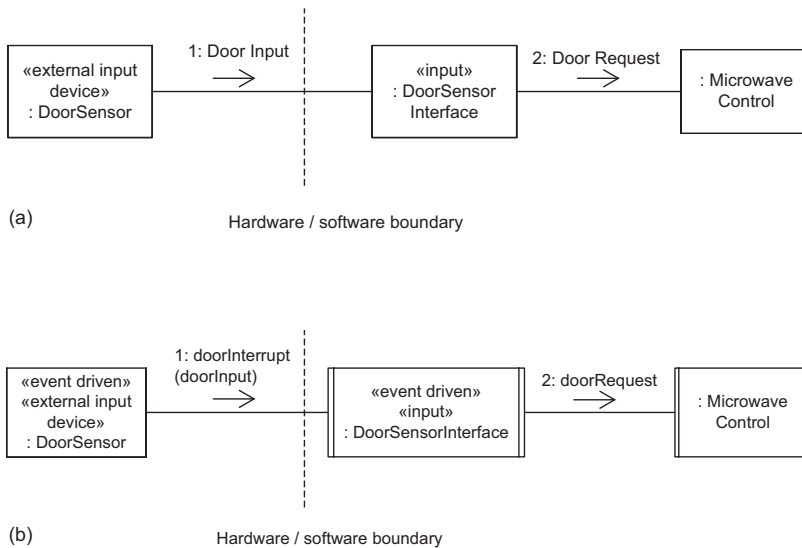 1: Door Input
«external input
device»
: DoorSensor
«input»
: DoorSensor
Interface
2: Door Request
: Microwave
Control
(a)
Hardware / software boundary
1: doorInterrupt
(doorInput)
«event driven»
«external input
device»
: DoorSensor
«event driven»
«input»
: DoorSensorInterface
2: doorRequest
: Microwave
Control
(b)
Hardware / software boundary